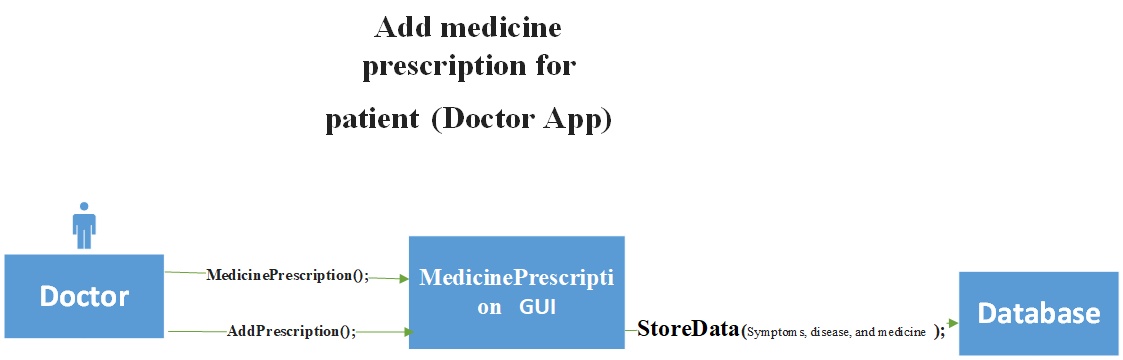 Add medicine
prescription for
patient (Doctor App)
Doctor
MedicinePrescription();
AddPrescription();
MedicinePrescripti
on GUI
StoreData(Symptoms, disease, and medicine );
Database